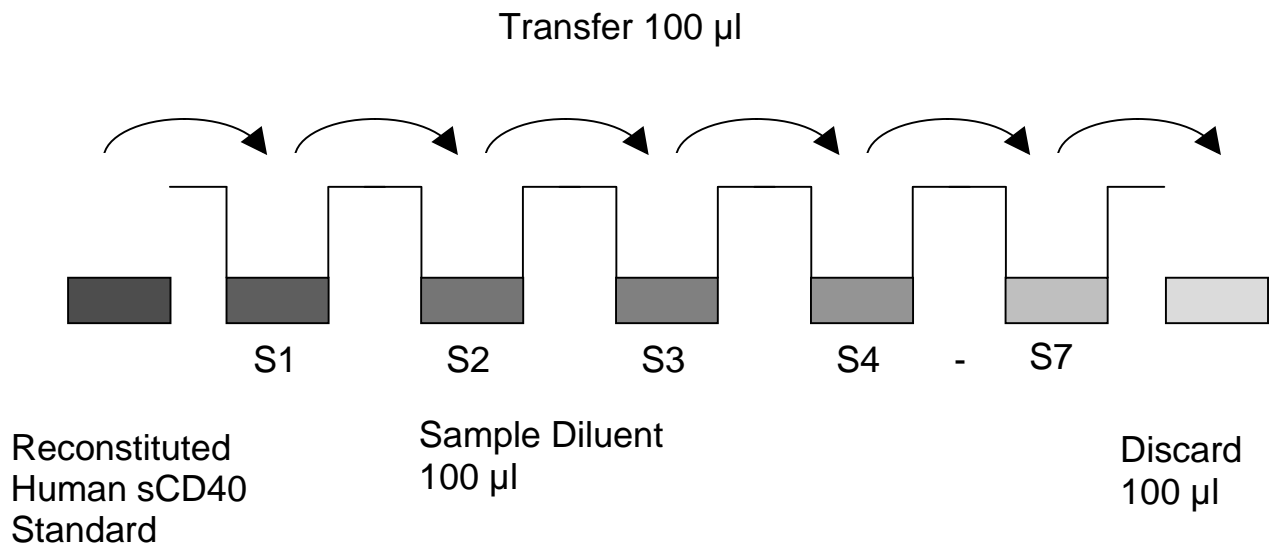 Transfer 100 µl
S1 S2 S3 S4 - S7
Reconstituted
Human sCD40
Standard
Sample Diluent
100 µl
Discard
100 µl